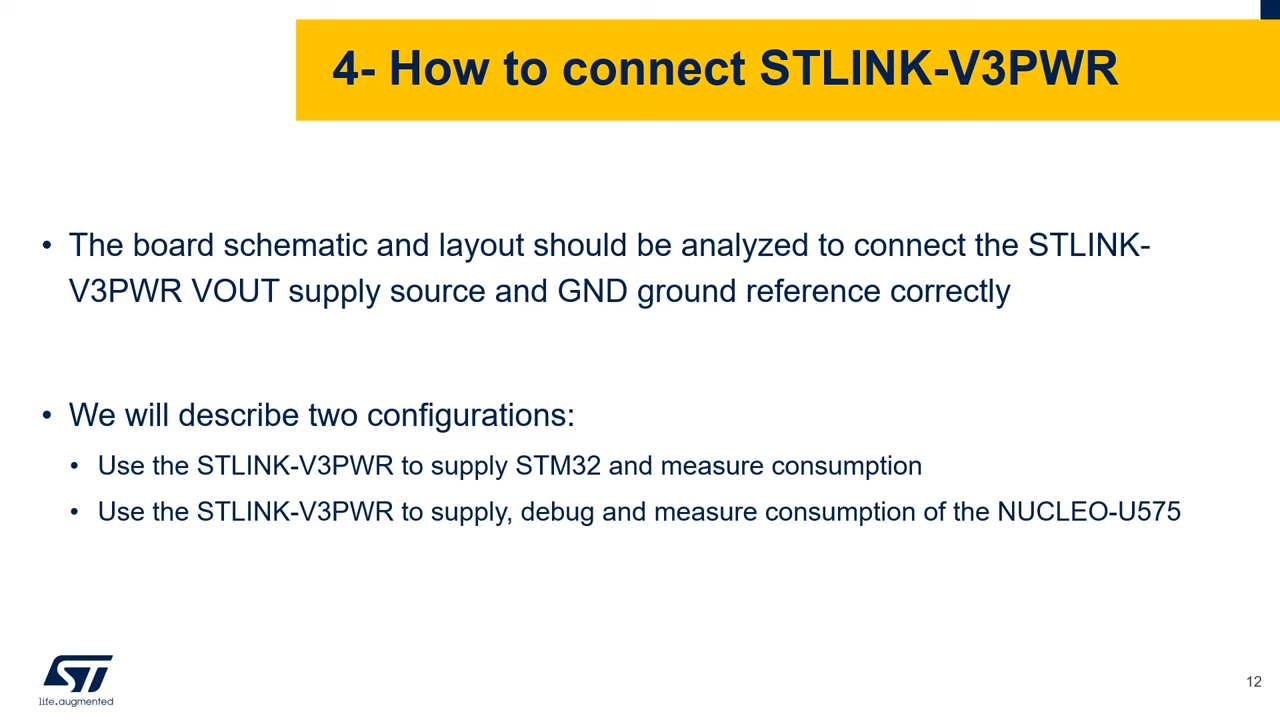 4- How to connect STLINK-V3PWR
• The board schematic and layout should be analyzed to connect the STLINK-
V3PWR VOUT supply source and GND ground reference correctly
• We will describe two configurations:
• Use the STLINK-V3PWR to supply STM32 and measure consumption
• Use the STLINK-V3PWR to supply, debug and measure consumption of the NUCLEO-U575
ST
life.augmented
12